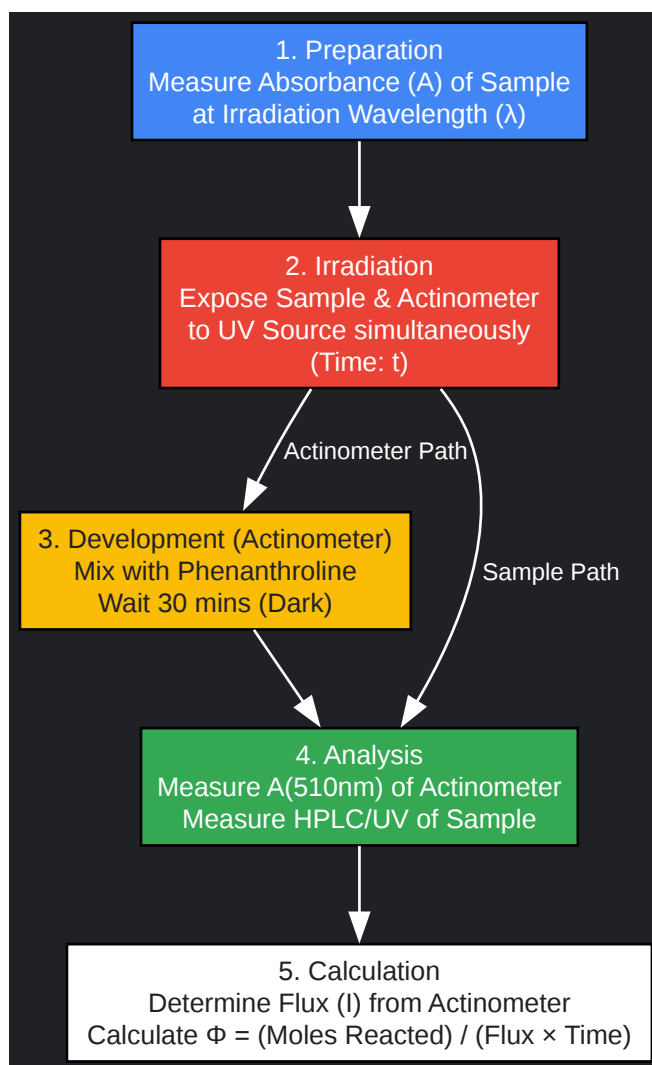 1. Preparation
Measure Absorbance (A) of Sample
at Irradiation Wavelength (λ)
2. Irradiation
Expose Sample & Actinometer
to UV Source simultaneously
(Time: t)
Actinometer Path
3. Development (Actinometer)
Mix with Phenanthroline
Wait 30 mins (Dark)
Sample Path
4. Analysis
Measure A(510nm) of Actinometer
Measure HPLC/UV of Sample
5. Calculation
Determine Flux (I) from Actinometer
Calculate Φ = (Moles Reacted) / (Flux × Time)